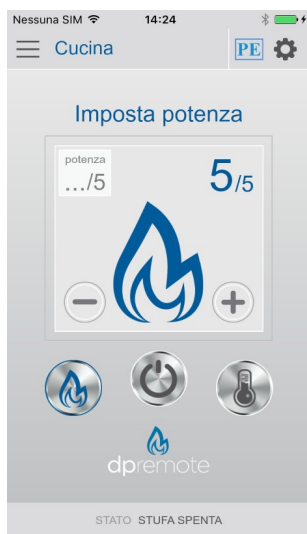 Nessuna SIM 14:24
Cucina PE
Imposta potenza
potenza
.../5
5/5
dpremote
STATO STUFA SPENTA